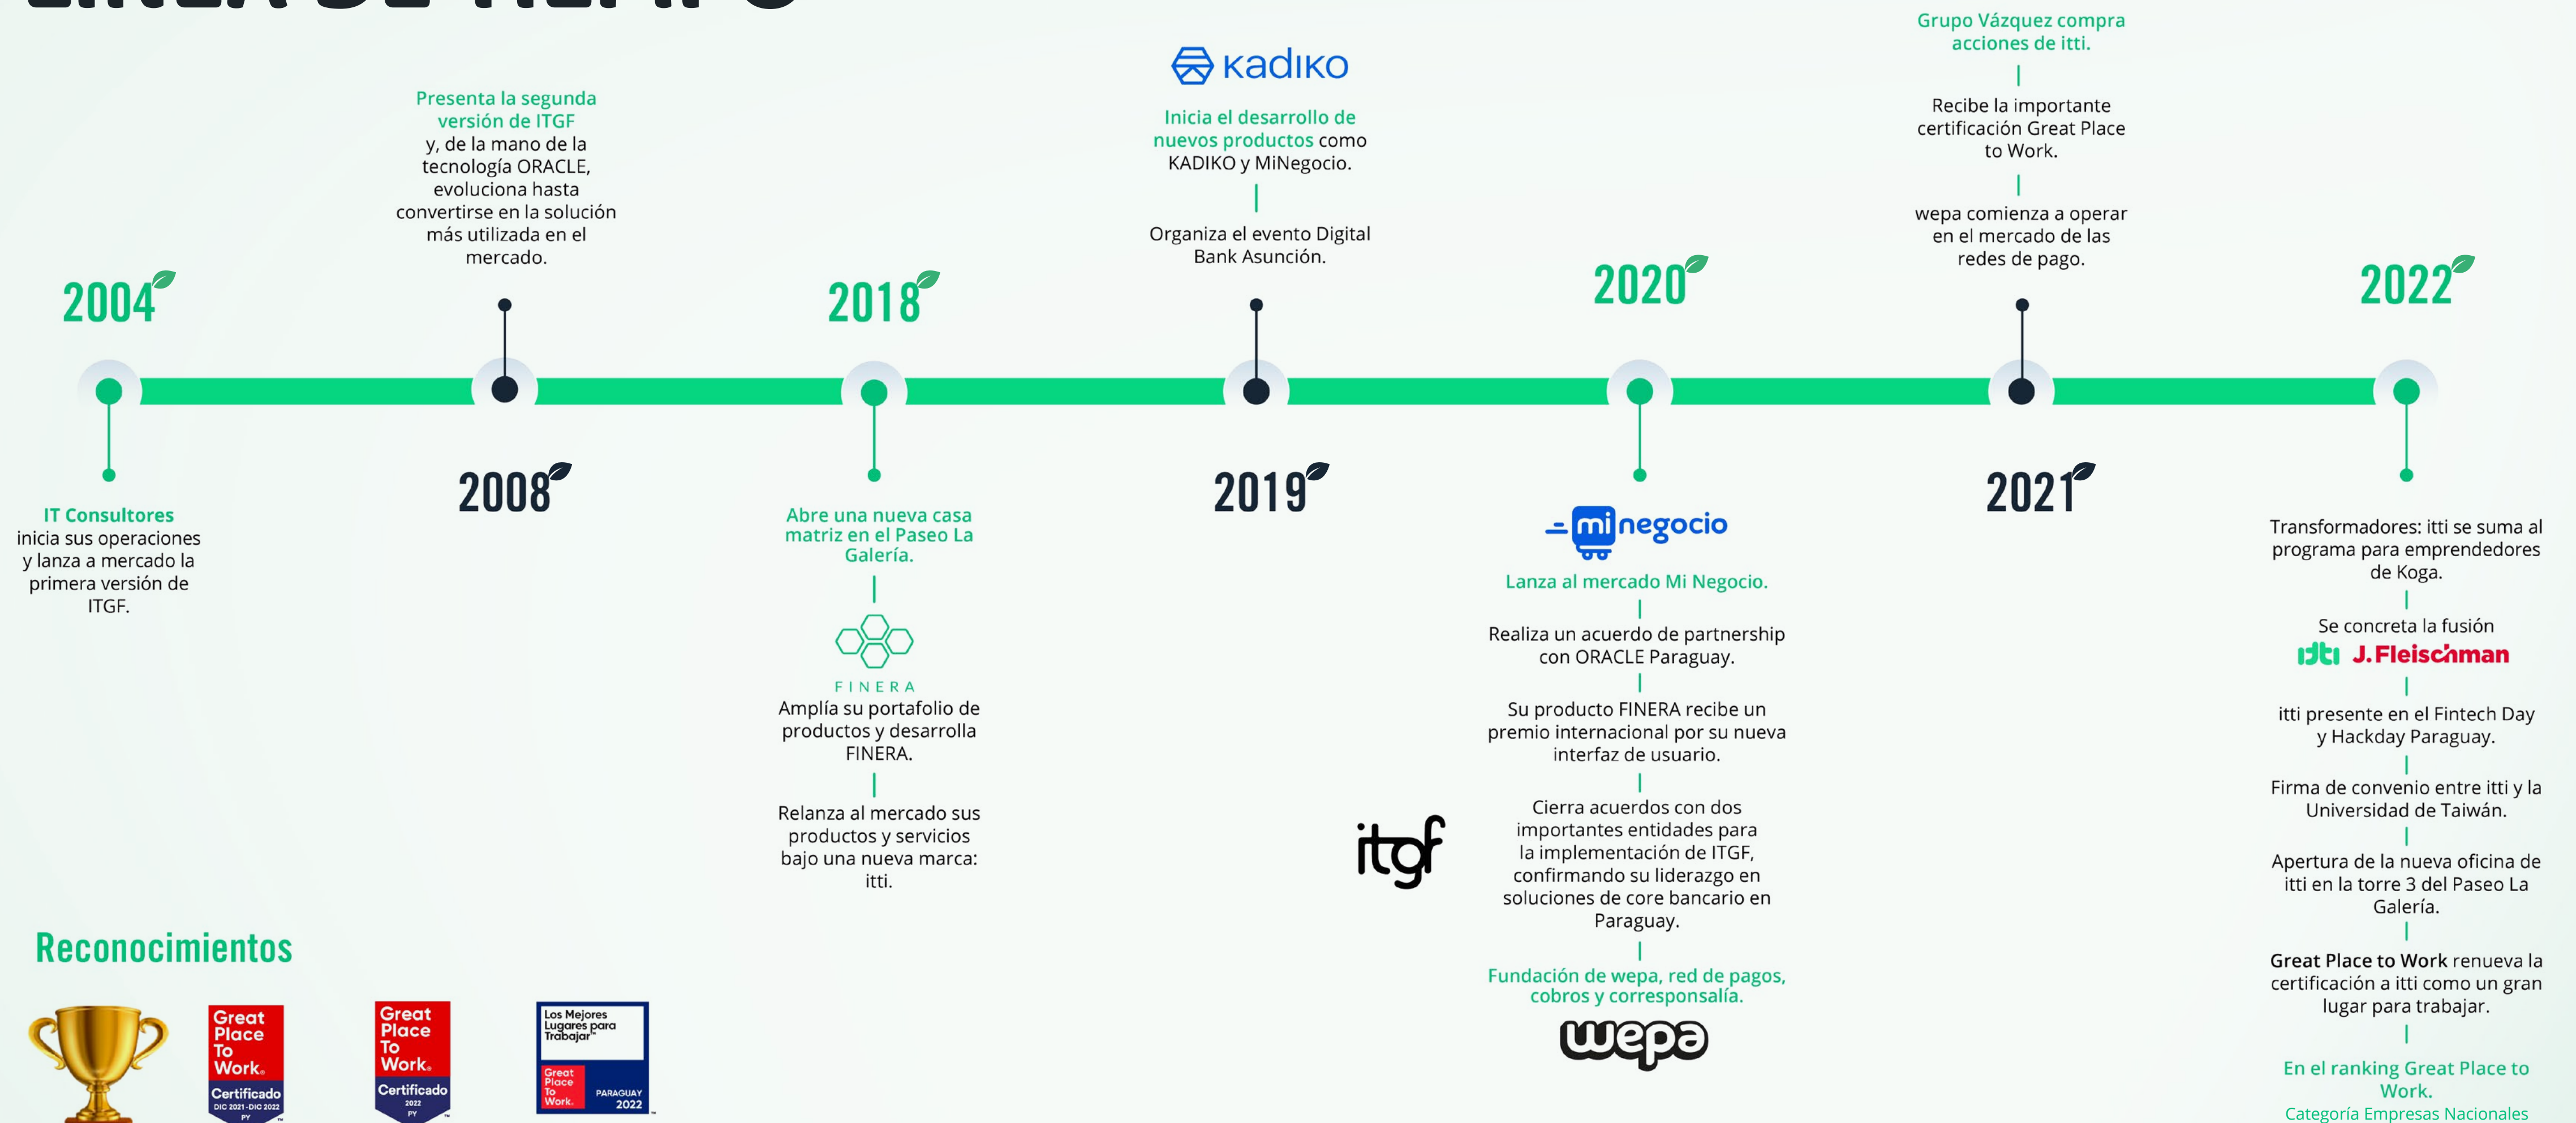 LÍNEA DE TIEMPO
2004
IT Consultores
inicia sus operaciones
y lanza a mercado la
primera versión de
ITGF.
Presenta la segunda
versión de ITGF
y, de la mano de la
tecnología ORACLE,
evoluciona hasta
convertirse en la solución
más utilizada en el
mercado.
2008
2018
Abre una nueva casa
matriz en el Paseo La
Galería.
FINERA
Amplía su portafolio de
productos y desarrolla
FINERA.
Relanza al mercado sus
productos y servicios
bajo una nueva marca:
itti.
KadIKO
Inicia el desarrollo de
nuevos productos como
KADIKO y MiNegocio.
Organiza el evento Digital
Bank Asunción.
2019
2020
mi negocio
Lanza al mercado Mi Negocio.
Realiza un acuerdo de partnership
con ORACLE Paraguay.
Su producto FINERA recibe un
premio internacional por su nueva
interfaz de usuario.
itgf
Cierra acuerdos con dos
importantes entidades para
la implementación de ITGF,
confirmando su liderazgo en
soluciones de core bancario en
Paraguay.
Fundación de wepa, red de pagos,
cobros y corresponsalía.
wepa
Grupo Vázquez compra
acciones de itti.
Recibe la importante
certificación Great Place
to Work.
wepa comienza a operar
en el mercado de las
redes de pago.
2021
2022
Transformadores: itti se suma al
programa para emprendedores
de Koga.
Se concreta la fusión
itti J.Fleischman
itti presente en el Fintech Day
y Hackday Paraguay.
Firma de convenio entre itti y la
Universidad de Taiwán.
Apertura de la nueva oficina de
itti en la torre 3 del Paseo La
Galería.
Great Place to Work renueva la
certificación a itti como un gran
lugar para trabajar.
En el ranking Great Place to
Work.
Categoría Empresas Nacionales
Reconocimientos
Great
Place
To
Work.
Certificado
DIC 2021-DIC 2022
PY
Great
Place
To
Work.
Certificado
2022
PY
Los Mejores
Lugares para
Trabajar™
Great
Place
To
Work.
PARAGUAY
2022